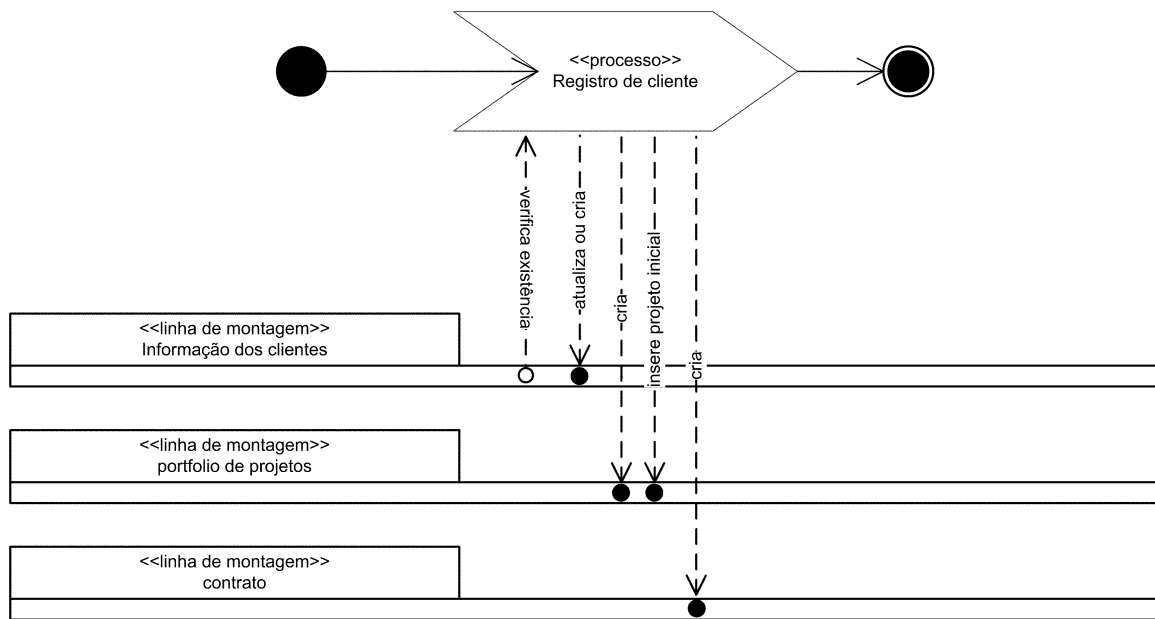 <<processo>>
Registro de cliente
verifica existência
atualiza ou cria
cria
insere projeto inicial
cria
<<linha de montagem>>
Informação dos clientes
<<linha de montagem>>
portfolio de projetos
<<linha de montagem>>
contrato